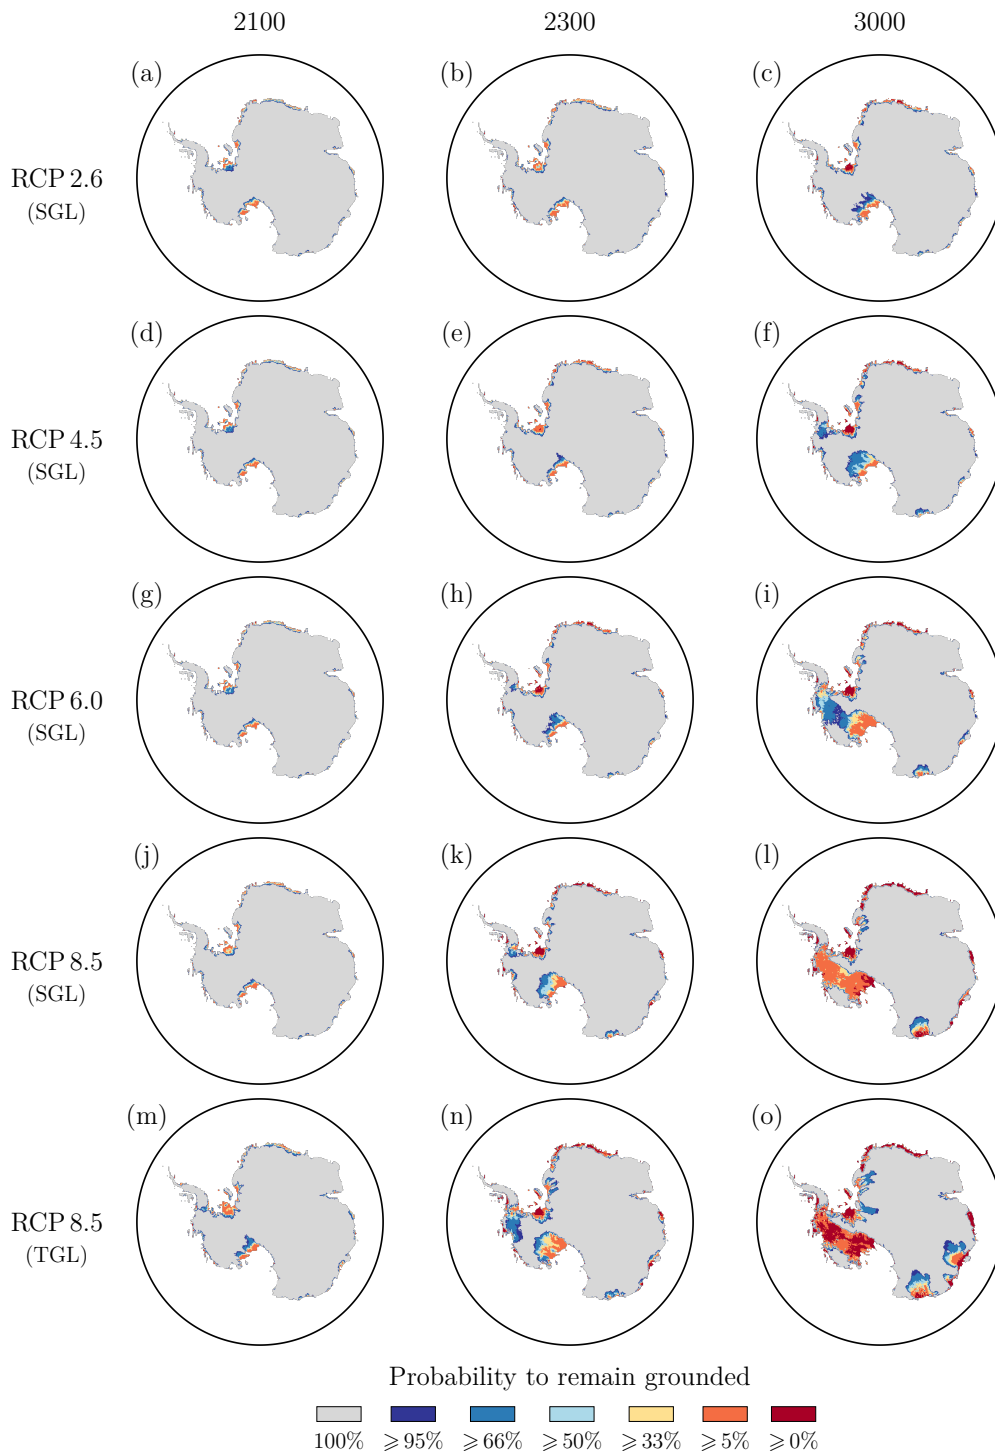 2100 2300 3000
(a) (b) (c)
RCP 2.6
(SGL)
(d) (e) (f)
RCP 4.5
(SGL)
(g) (h) (i)
RCP 6.0
(SGL)
(j) (k) (l)
RCP 8.5
(SGL)
(m) (n) (o)
RCP 8.5
(TGL)
Probability to remain grounded
100% ⩾95% ⩾66% ⩾50% ⩾33% ⩾5% ⩾0%